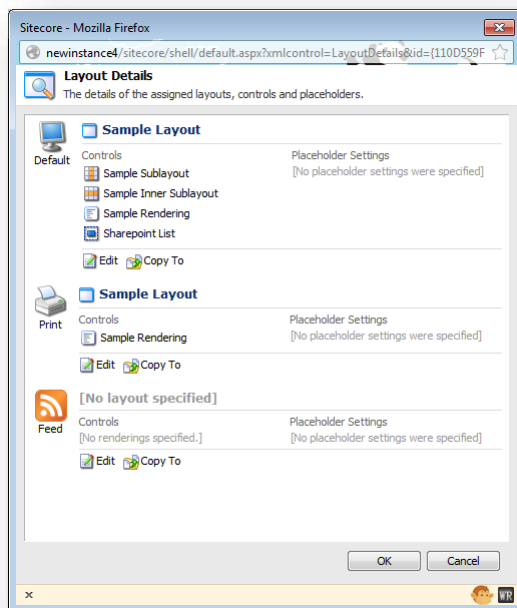 Sitecore - Mozilla Firefox
newinstance4/sitecore/shell/default.aspx?xmlcontrol=LayoutDetails&id={110D559F
Layout Details
The details of the assigned layouts, controls and placeholders.
Default
Sample Layout
Controls
Placeholder Settings
Sample Sublayout
[No placeholder settings were specified]
Sample Inner Sublayout
Sample Rendering
Sharepoint List
Edit Copy To
Print
Sample Layout
Controls
Placeholder Settings
Sample Rendering
[No placeholder settings were specified]
Edit Copy To
Feed
[No layout specified]
Controls
Placeholder Settings
[No renderings specified.]
[No placeholder settings were specified]
Edit Copy To
OK Cancel
x
WR